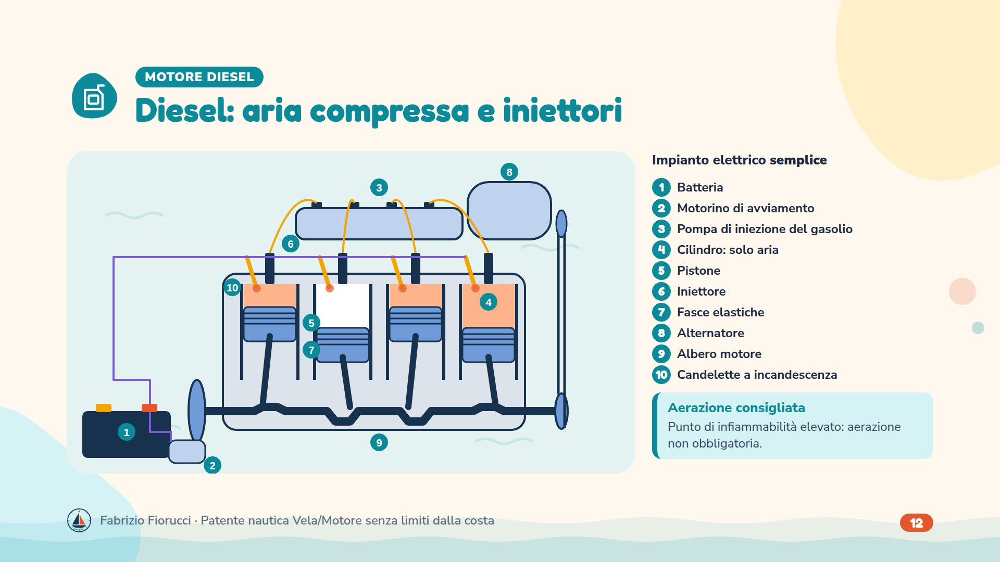 MOTORE DIESEL
Diesel: aria compressa e iniettori
8
3
6
10
4
5
7
1
9
2
Impianto elettrico semplice
1 Batteria
2 Motorino di avviamento
3 Pompa di iniezione del gasolio
4 Cilindro: solo aria
5 Pistone
6 Iniettore
7 Fasce elastiche
8 Alternatore
9 Albero motore
10 Candelette a incandescenza
Aerazione consigliata
Punto di infiammabilità elevato: aerazione
non obbligatoria.
Fabrizio Fiorucci · Patente nautica Vela/Motore senza limiti dalla costa
12